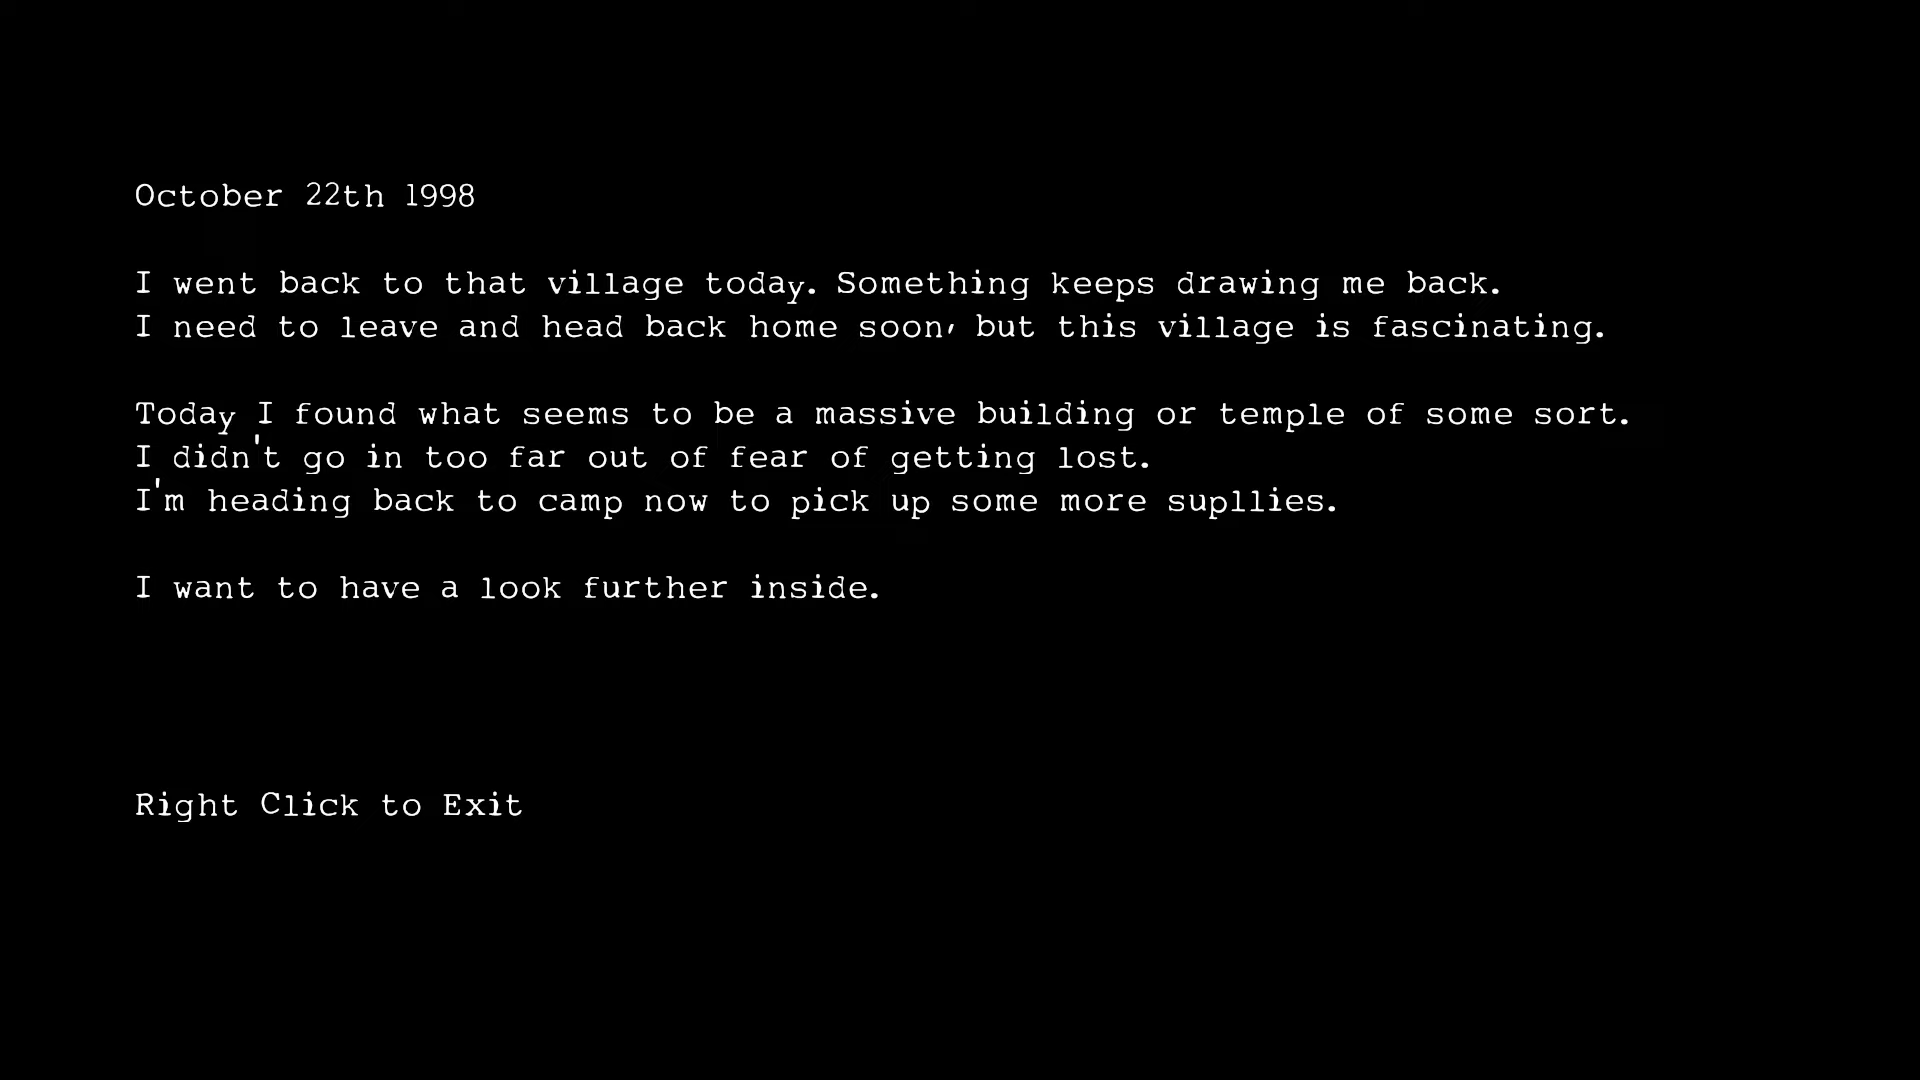 October 22th 1998
I went back to that village today. Something keeps drawing me back.
I need to leave and head back home soon, but this village is fascinating.
Today I found what seems to be a massive building or temple of some sort.
I didn't go in too far out of fear of getting lost.
I'm heading back to camp now to pick up some more supllies.
I want to have a look further inside.
Right Click to Exit